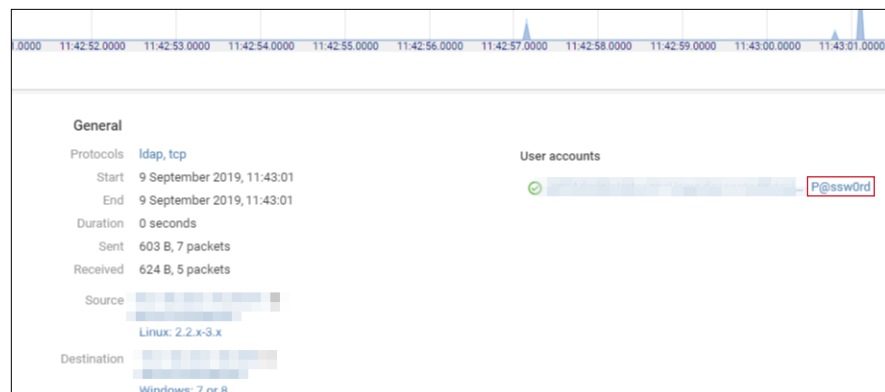 1.0000 11:42:52.0000 11:42:53.0000 11:42:54.0000 11:42:55.0000 11:42:56.0000 11:42:57.0000 11:42:58.0000 11:42:59.0000 11:43:00.0000 11:43:01.0000
General
Protocols ldap, tcp
Start 9 September 2019, 11:43:01
End 9 September 2019, 11:43:01
Duration 0 seconds
Sent 603 B, 7 packets
Received 624 B, 5 packets
Source
Linux: 2.2.x-3.x
Destination
Windows: 7 or 8
User accounts
P@ssw0rd